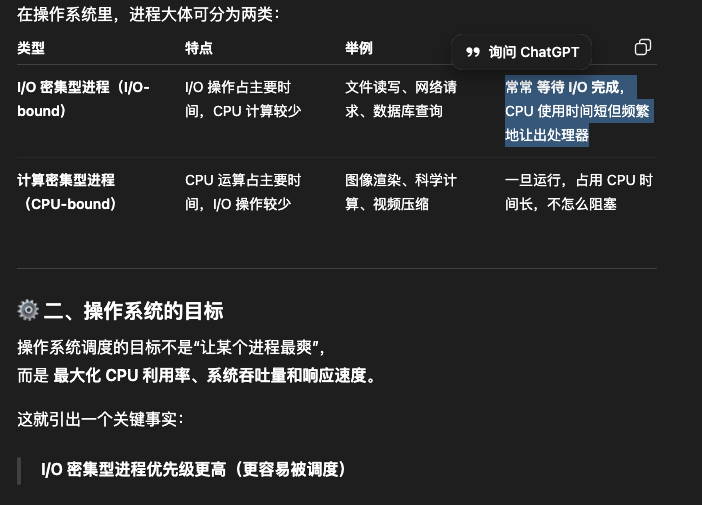 在操作系统里，进程大体可分为两类：
类型 特点 举例 询问 ChatGPT
I/O 密集型进程（I/O-bound） I/O 操作占主要时间，CPU 计算较少 文件读写、网络请求、数据库查询 常常 等待 I/O 完成，CPU 使用时间短但频繁地让出处理器
计算密集型进程（CPU-bound） CPU 运算占主要时间，I/O 操作较少 图像渲染、科学计算、视频压缩 一旦运行，占用 CPU 时间长，不怎么阻塞
⚙️ 二、操作系统的目标
操作系统调度的目标不是“让某个进程最爽”，
而是 最大化 CPU 利用率、系统吞吐量和响应速度。
这就引出一个关键事实：
I/O 密集型进程优先级更高（更容易被调度）